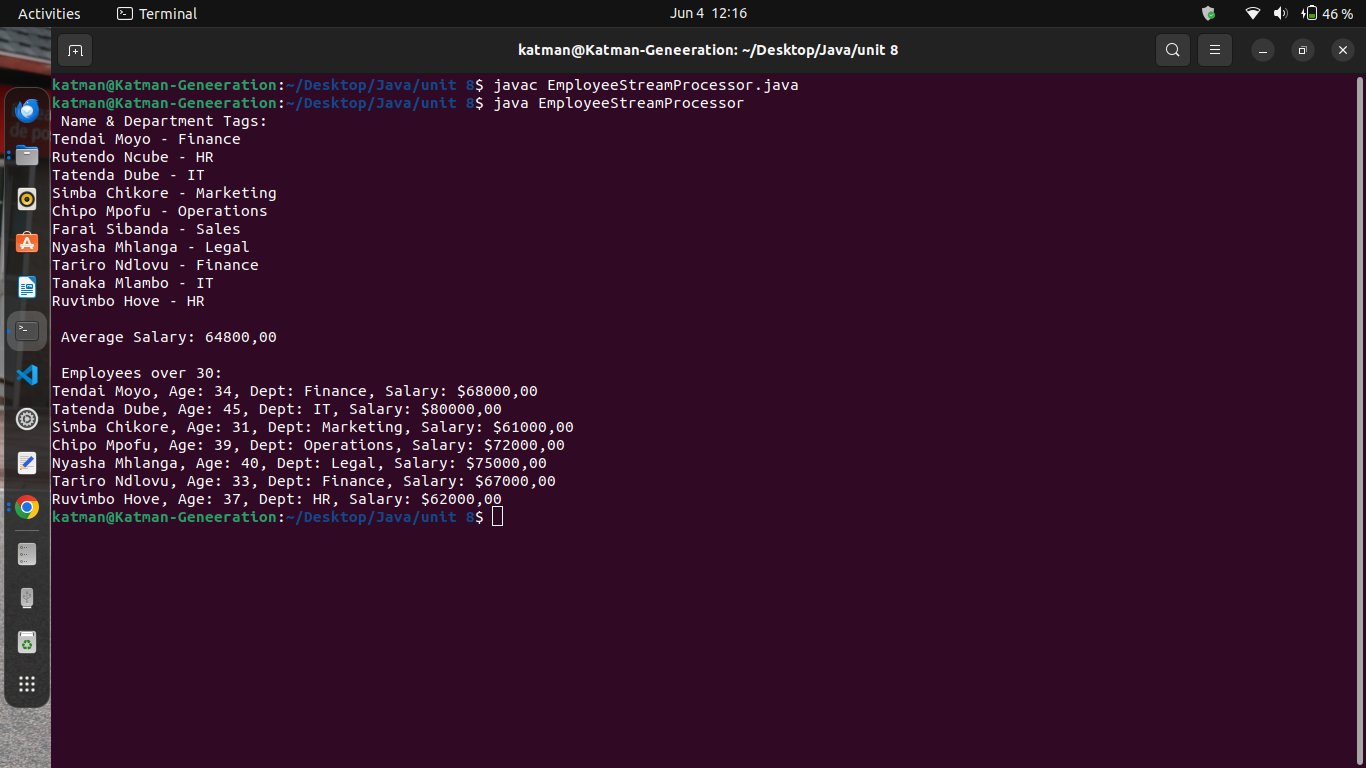 Activities
Terminal
Jun 4 12:16
46 %
katman@Katman-Geneeration: ~/Desktop/Java/unit 8
katman@Katman-Geneeration:~/Desktop/Java/unit 8$ javac EmployeeStreamProcessor.java
katman@Katman-Geneeration:~/Desktop/Java/unit 8$ java EmployeeStreamProcessor
Name & Department Tags:
Tendai Moyo - Finance
Rutendo Ncube - HR
Tatenda Dube - IT
Simba Chikore - Marketing
Chipo Mpofu - Operations
Farai Sibanda - Sales
Nyasha Mhlanga - Legal
Tariro Ndlovu - Finance
Tanaka Mlambo - IT
Ruvimbo Hove - HR
Average Salary: 64800,00
Employees over 30:
Tendai Moyo, Age: 34, Dept: Finance, Salary: $68000,00
Tatenda Dube, Age: 45, Dept: IT, Salary: $80000,00
Simba Chikore, Age: 31, Dept: Marketing, Salary: $61000,00
Chipo Mpofu, Age: 39, Dept: Operations, Salary: $72000,00
Nyasha Mhlanga, Age: 40, Dept: Legal, Salary: $75000,00
Tariro Ndlovu, Age: 33, Dept: Finance, Salary: $67000,00
Ruvimbo Hove, Age: 37, Dept: HR, Salary: $62000,00
katman@Katman-Geneeration:~/Desktop/Java/unit 8$